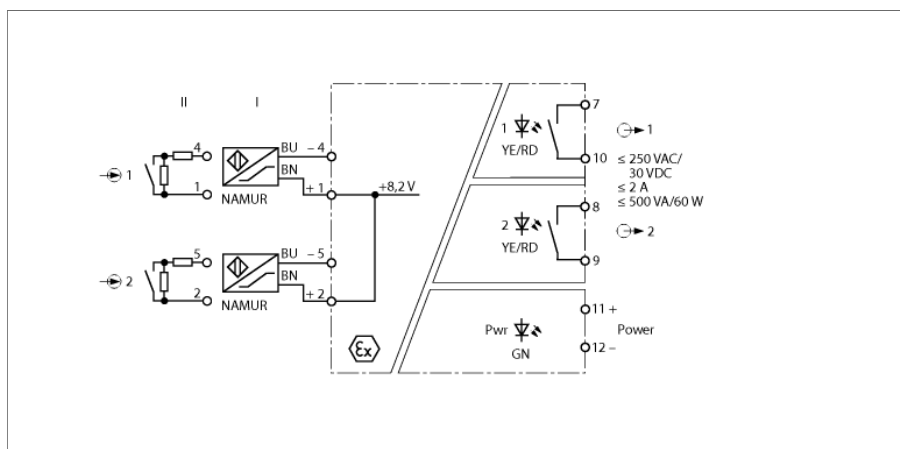 II I
4 BU – 4
1 BN
1 + 1
NAMUR
+8,2 V
5 BU – 5
2 BN
2 + 2
NAMUR
Ex
7
1 1
YE/RD
10 ≤ 250 VAC/
30 VDC
≤ 2 A
≤ 500 VA/60 W
8
2 2
YE/RD
9
11 +
Pwr Power
GN
12 –